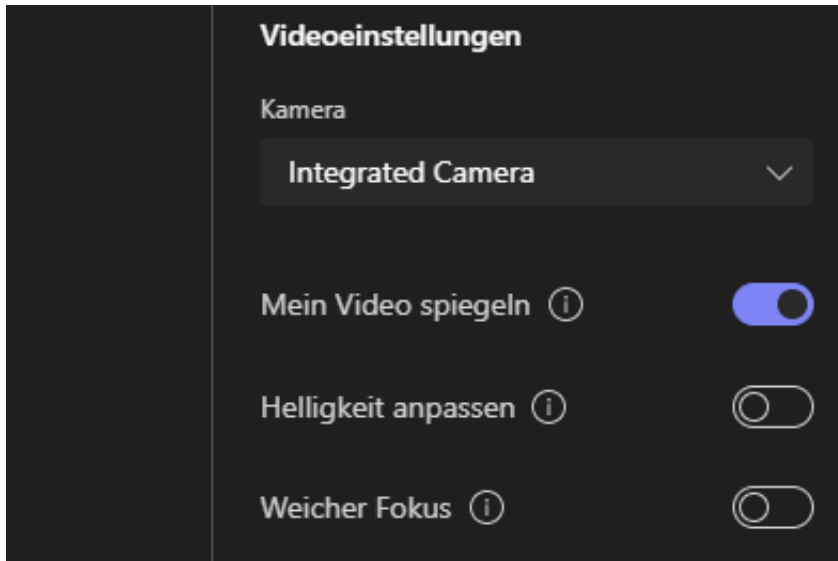 Videoeinstellungen
Kamera
Integrated Camera
Mein Video spiegeln
Helligkeit anpassen
Weicher Fokus